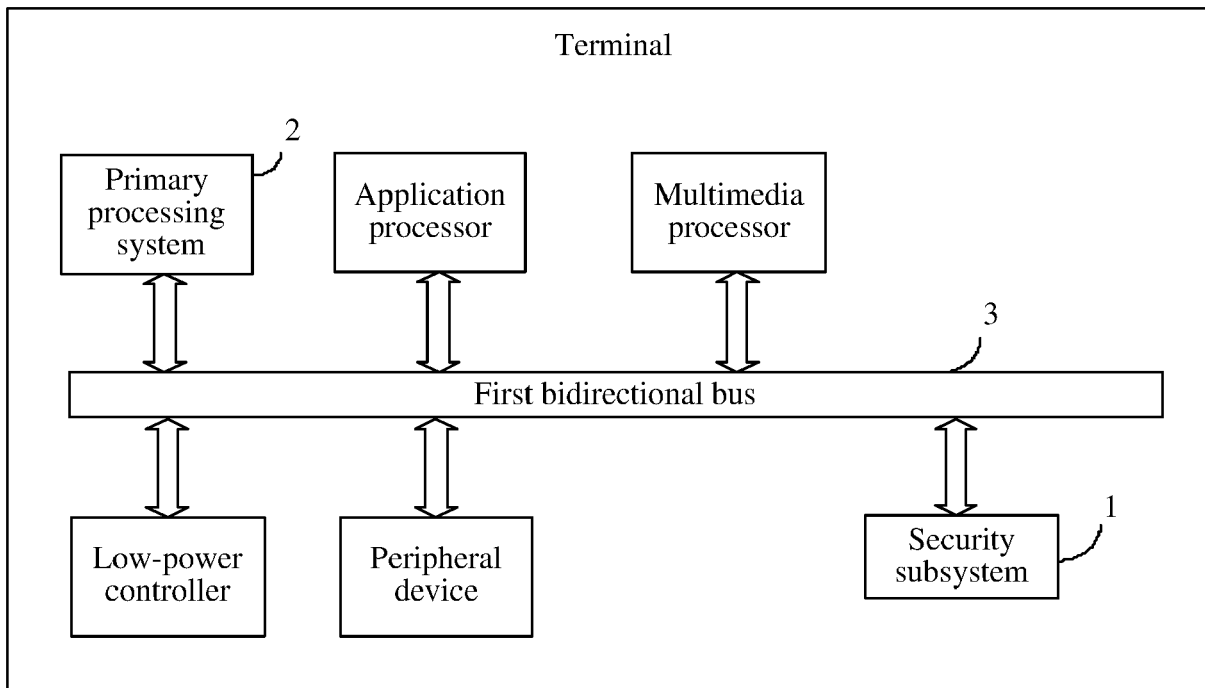 Terminal
2
Primary
processing
system
Application
processor
Multimedia
processor
3
First bidirectional bus
Low-power
controller
Peripheral
device
1
Security
subsystem